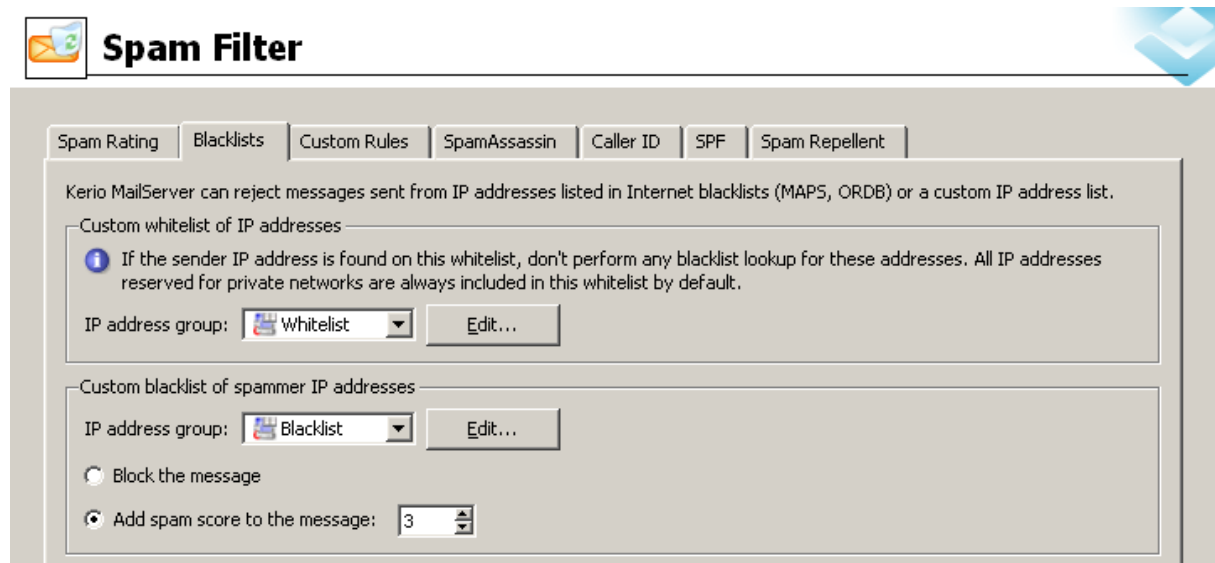 Spam Filter
Spam Rating Blacklists Custom Rules SpamAssassin Caller ID SPF Spam Repellent
Kerio MailServer can reject messages sent from IP addresses listed in Internet blacklists (MAPS, ORDB) or a custom IP address list.
Custom whitelist of IP addresses
If the sender IP address is found on this whitelist, don't perform any blacklist lookup for these addresses. All IP addresses
reserved for private networks are always included in this whitelist by default.
IP address group: Whitelist Edit...
Custom blacklist of spammer IP addresses
IP address group: Blacklist Edit...
Block the message
Add spam score to the message: 3